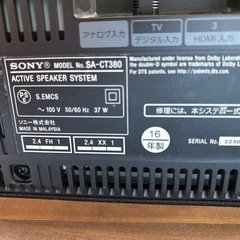 TV 3
アナログ入力 デジタル入力 HDMI 入力
SONY MODEL No. SA-CT380
ACTIVE SPEAKER SYSTEM
PS
E
S. EMCS
～ 100 V 50/60 Hz 37 W
ソニー株式会社
MADE IN MALAYSIA
2.4 FH 1 2.4 XX 1
Manufactured under license from Dolby Laborat
the double-D symbol are trademarks of Dolby L
For DTS patents, see http://patents.dts.com.
修理には、本システム一式
16
年製
SERIAL No. 2230